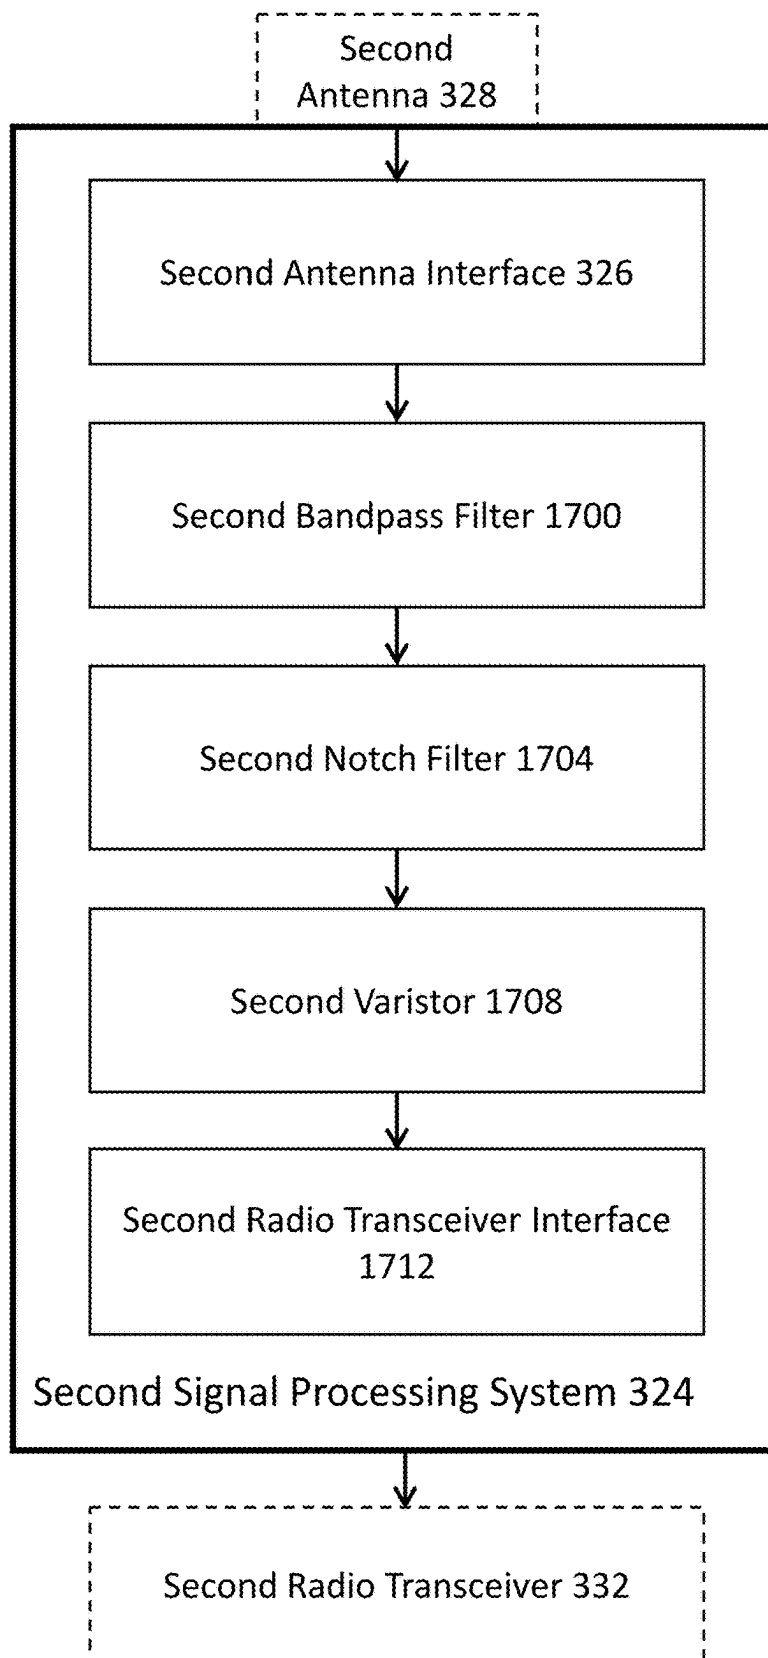 Second
Antenna 328
Second Antenna Interface 326
Second Bandpass Filter 1700
Second Notch Filter 1704
Second Varistor 1708
Second Radio Transceiver Interface
1712
Second Signal Processing System 324
Second Radio Transceiver 332